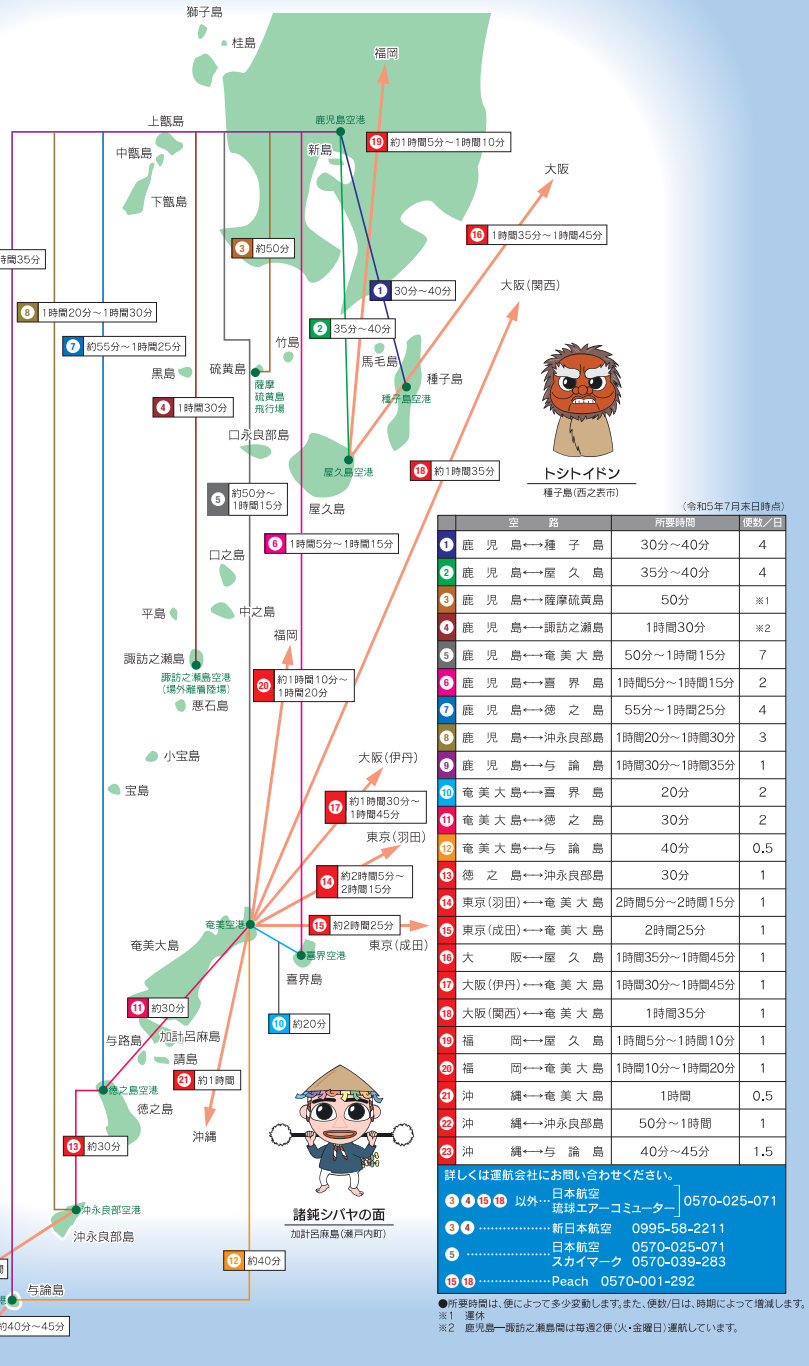 獅子島
桂島
福岡
上甑島
鹿児島空港
新島
19 約1時間5分〜1時間10分
中甑島
大阪
下甑島
16 1時間35分〜1時間45分
3 約50分
時間35分
大阪(関西)
1 30分〜40分
8 1時間20分〜1時間30分
2 35分〜40分
7 約55分〜1時間25分
竹島
馬毛島
硫黄島
黒島
種子島
薩摩
硫黄島
飛行場
種子島空港
4 1時間30分
口永良部島
屋久島空港
18 約1時間35分
トシトイドン
種子島(西之表市)
5 約50分〜
1時間15分
屋久島
6 1時間5分〜1時間15分
口之島
中之島
平島
福岡
諏訪之瀬島
諏訪之瀬島空港
(場外離着陸場)
20 約1時間10分〜
1時間20分
悪石島
小宝島
大阪(伊丹)
宝島
17 約1時間30分〜
1時間45分
東京(羽田)
14 約2時間5分〜
2時間15分
奄美空港
15 約2時間25分
東京(成田)
奄美大島
喜界空港
喜界島
11 約30分
10 約20分
与路島
加計呂麻島
請島
21 約1時間
徳之島空港
徳之島
沖縄
13 約30分
諸鈍シバヤの面
加計呂麻島(瀬戸内町)
沖永良部空港
沖永良部島
12 約40分
間
与論島
港
約40分〜45分
(令和5年7月末日時点)
空路 所要時間 便数/日
1 鹿児島⟷種子島 30分〜40分 4
2 鹿児島⟷屋久島 35分〜40分 4
3 鹿児島⟷薩摩硫黄島 50分 ※1
4 鹿児島⟷諏訪之瀬島 1時間30分 ※2
5 鹿児島⟷奄美大島 50分〜1時間15分 7
6 鹿児島⟷喜界島 1時間5分〜1時間15分 2
7 鹿児島⟷徳之島 55分〜1時間25分 4
8 鹿児島⟷沖永良部島 1時間20分〜1時間30分 3
9 鹿児島⟷与論島 1時間30分〜1時間35分 1
10 奄美大島⟷喜界島 20分 2
11 奄美大島⟷徳之島 30分 2
12 奄美大島⟷与論島 40分 0.5
13 徳之島⟷沖永良部島 30分 1
14 東京(羽田)⟷奄美大島 2時間5分〜2時間15分 1
15 東京(成田)⟷奄美大島 2時間25分 1
16 大阪⟷屋久島 1時間35分〜1時間45分 1
17 大阪(伊丹)⟷奄美大島 1時間30分〜1時間45分 1
18 大阪(関西)⟷奄美大島 1時間35分 1
19 福岡⟷屋久島 1時間5分〜1時間10分 1
20 福岡⟷奄美大島 1時間10分〜1時間20分 1
21 沖縄⟷奄美大島 1時間 0.5
22 沖縄⟷沖永良部島 50分〜1時間 1
23 沖縄⟷与論島 40分〜45分 1.5
詳しくは運航会社にお問い合わせください。
3 4 15 18 以外…日本航空
琉球エアーコミューター 0570-025-071
3 4 ………………新日本航空 0995-58-2211
5 ………………日本航空 0570-025-071
スカイマーク 0570-039-283
15 18 ………………Peach 0570-001-292
●所要時間は、便によって多少変動します。また、便数/日は、時期によって増減します。
※1 運休
※2 鹿児島―諏訪之瀬島間は毎週2便(火・金曜日)運航しています。